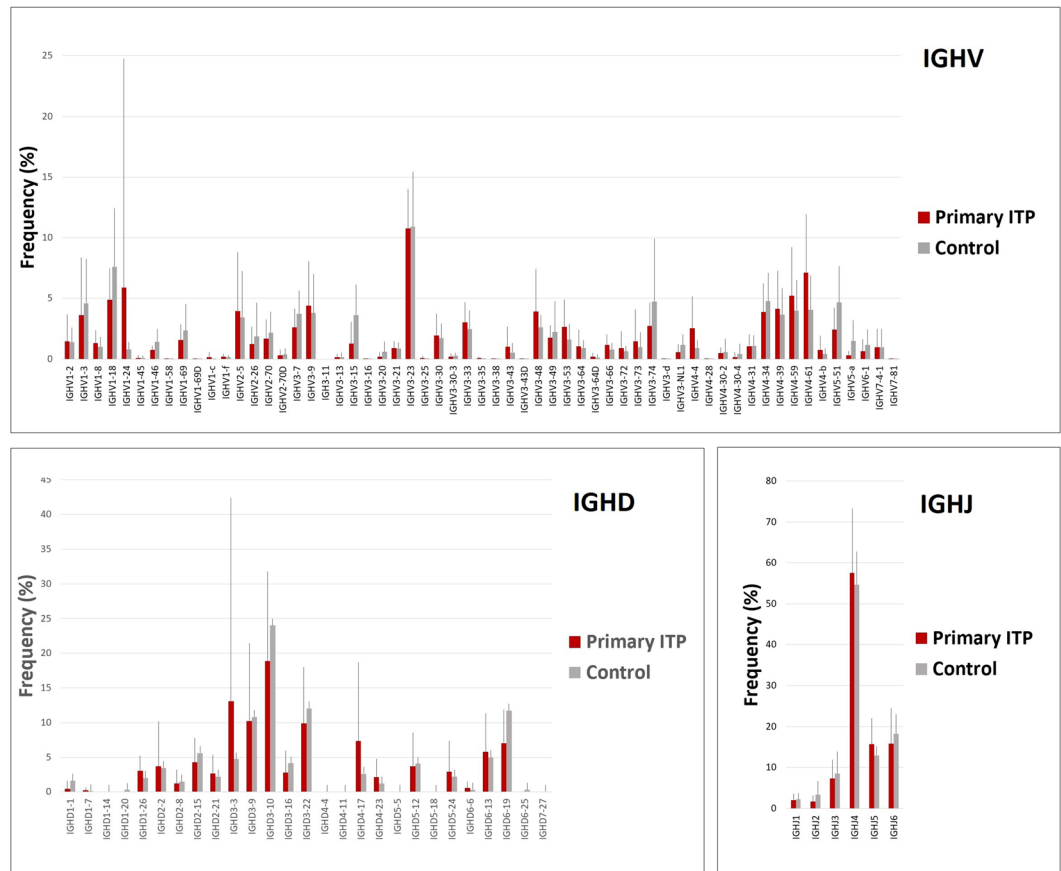 IGHV
Frequency (%)
25
20
15
10
5
0
Primary ITP
Control
IGHV1-2
IGHV1-3
IGHV1-8
IGHV1-18
IGHV1-24
IGHV1-45
IGHV1-46
IGHV1-58
IGHV1-69
IGHV1-69D
IGHV1-c
IGHV1-f
IGHV2-5
IGHV2-26
IGHV2-70
IGHV2-70D
IGHV3-7
IGHV3-9
IGH3-11
IGHV3-13
IGHV3-15
IGHV3-16
IGHV3-20
IGHV3-21
IGHV3-23
IGHV3-25
IGHV3-30
IGHV3-30-3
IGHV3-33
IGHV3-35
IGHV3-38
IGHV3-43
IGHV3-43D
IGHV3-48
IGHV3-49
IGHV3-53
IGHV3-64
IGHV3-64D
IGHV3-66
IGHV3-72
IGHV3-73
IGHV3-74
IGHV3-d
IGHV3-NL1
IGHV4-4
IGHV4-28
IGHV4-30-2
IGHV4-30-4
IGHV4-31
IGHV4-34
IGHV4-39
IGHV4-59
IGHV4-61
IGHV4-b
IGHV5-51
IGHV5-a
IGHV6-1
IGHV7-4-1
IGHV7-81
IGHD
Frequency (%)
45
40
35
30
25
20
15
10
5
0
Primary ITP
Control
IGHD1-1
IGHD1-7
IGHD1-14
IGHD1-20
IGHD1-26
IGHD2-2
IGHD2-8
IGHD2-15
IGHD2-21
IGHD3-3
IGHD3-9
IGHD3-10
IGHD3-16
IGHD3-22
IGHD4-4
IGHD4-11
IGHD4-17
IGHD4-23
IGHD5-5
IGHD5-12
IGHD5-18
IGHD5-24
IGHD6-6
IGHD6-13
IGHD6-19
IGHD6-25
IGHD7-27
IGHJ
Frequency (%)
80
70
60
50
40
30
20
10
0
Primary ITP
Control
IGHJ1
IGHJ2
IGHJ3
IGHJ4
IGHJ5
IGHJ6